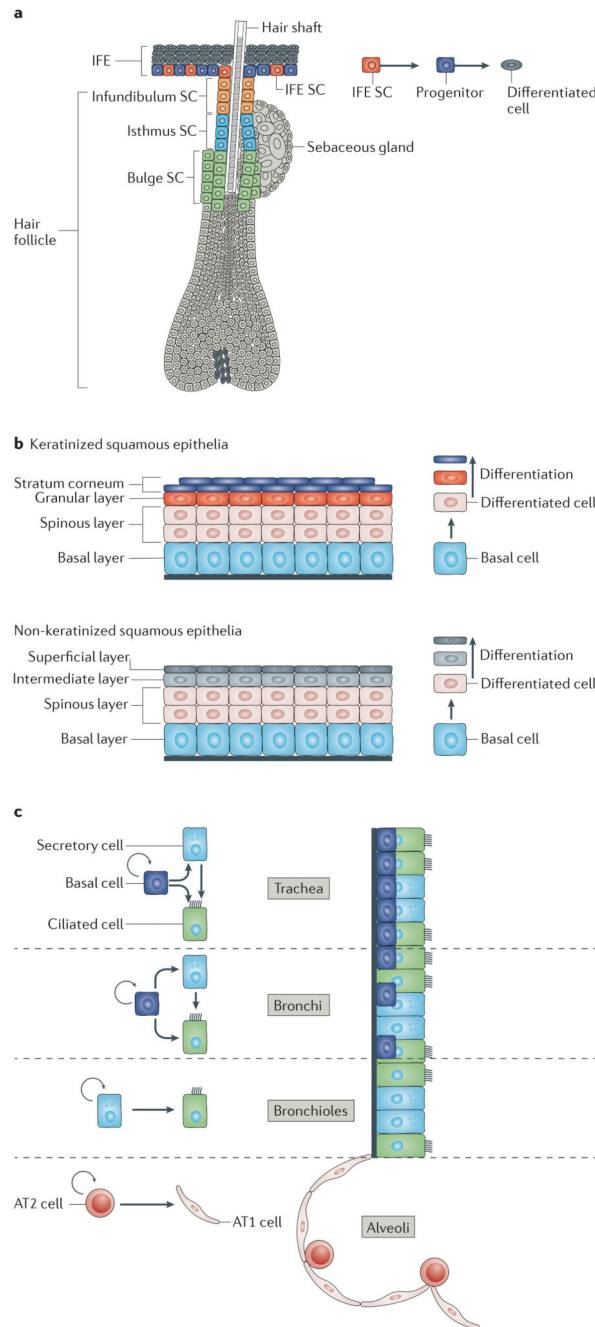 a
Hair shaft
IFE
IFE SC
Infundibulum SC
Isthmus SC
Bulge SC
Sebaceous gland
Hair
follicle
IFE SC
Progenitor
Differentiated
cell
b Keratinized squamous epithelia
Stratum corneum
Granular layer
Spinous layer
Basal layer
Differentiation
Differentiated cell
Basal cell
Non-keratinized squamous epithelia
Superficial layer
Intermediate layer
Spinous layer
Basal layer
Differentiation
Differentiated cell
Basal cell
c
Secretory cell
Basal cell
Ciliated cell
Trachea
Bronchi
Bronchioles
AT2 cell
AT1 cell
Alveoli